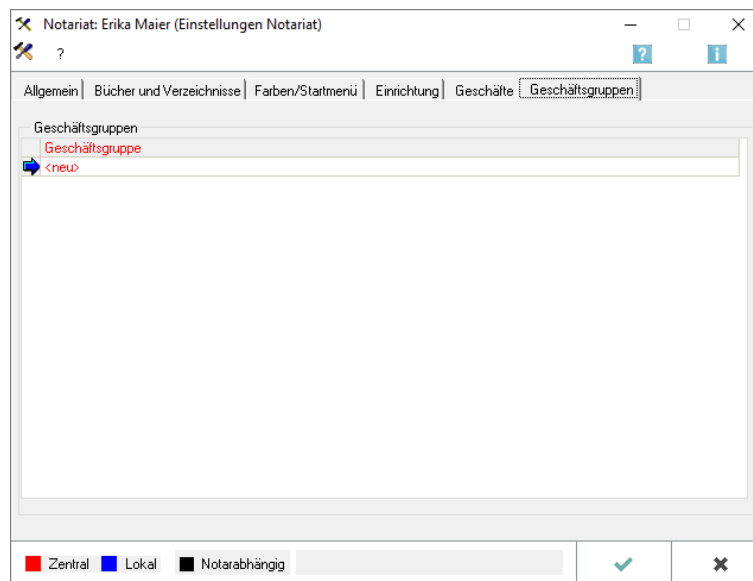 Notariat: Erika Maier (Einstellungen Notariat)
?
?
i
Allgemein Bücher und Verzeichnisse Farben/Startmenü Einrichtung Geschäfte Geschäftsgruppen
Geschäftsgruppen
Geschäftsgruppe
<neu>
Zentral Lokal Notarabhängig